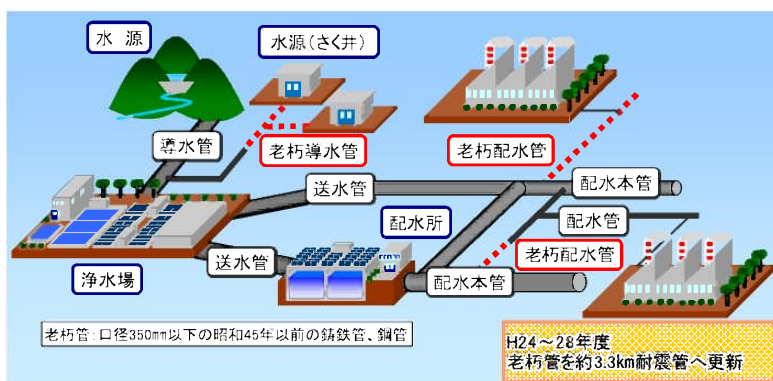 水 源
水源(さく井)
導水管
老朽導水管
老朽配水管
送水管
配水本管
配水所
配水管
浄水場
送水管
配水本管
老朽配水管
老朽管:口径350mm以下の昭和45年以前の鋳鉄管、鋼管
H24～28年度
老朽管を約3.3km耐震管へ更新